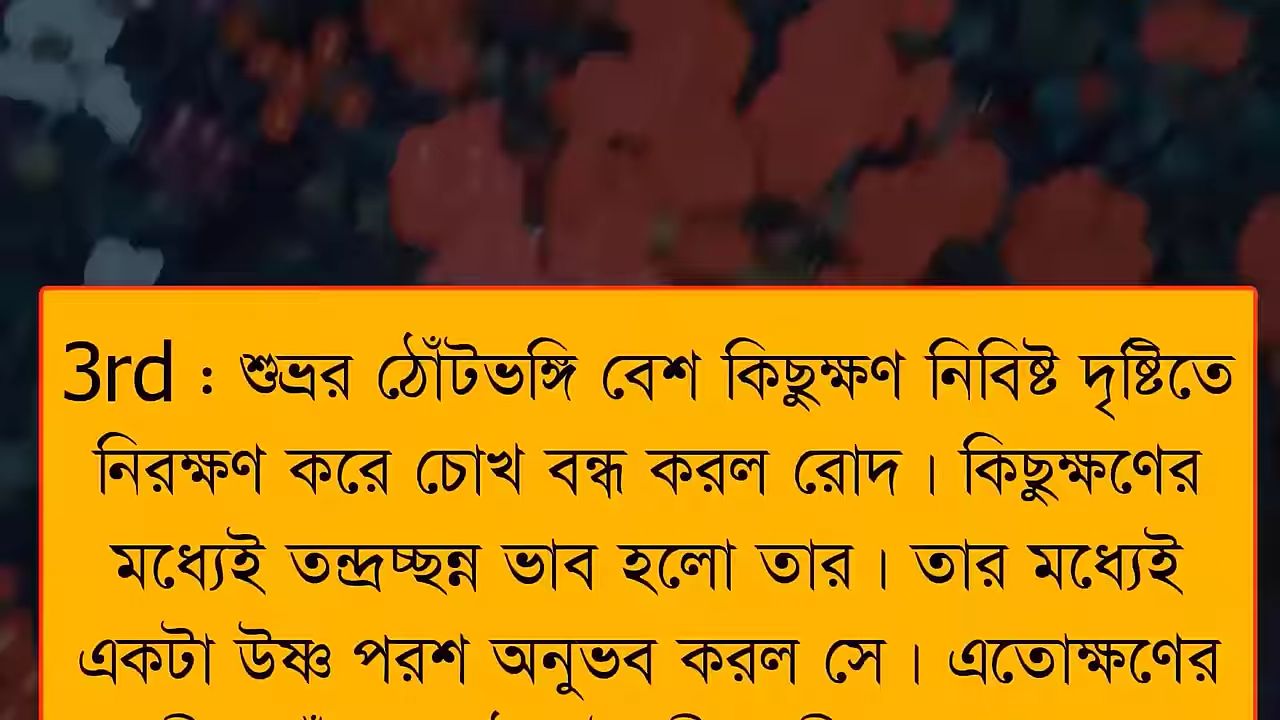 3rd : শুভ্রর ঠোঁটভঙ্গি বেশ কিছুক্ষণ নিবিষ্ট দৃষ্টিতে
নিরক্ষণ করে চোখ বন্ধ করল রোদ । কিছুক্ষণের
মধ্যেই তন্দ্রচ্ছন্ন ভাব হলো তার । তার মধ্যেই
একটা উষ্ণ পরশ অনুভব করল সে । এতোক্ষণের